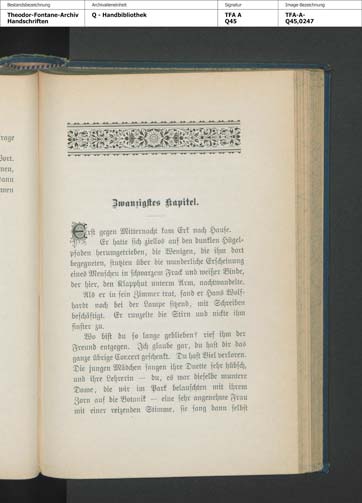 Bestandsbezeichnung
Theodor-Fontane-Archiv
Handschriften
Archivalieneinheit
Q - Handbibliothek
Signatur
TFA A
Q45
Image-Bezeichnung
TFA-A-
Q45,0247
rage
Wort.
men,
dann
Zwanzigstes Kapitel.
Erst gegen Mitternacht kam Erk nach Hause.
Er hatte sich ziellos auf den dunklen Hügel-
pfaden herumgetrieben, die Wenigen, die ihm dort
begegneten, stutzten über die wunderliche Erscheinung
eines Menschen in schwarzem Frack und weißer Binde,
der hier, den Klapphut unterm Arm, nachtwandelte.
Als er in sein Zimmer trat, fand er Hans Wolf-
hardt noch bei der Lampe sitzend, mit Schreiben
beschäftigt. Er runzelte die Stirn und nickte ihm
finster zu.
Wo bist du so lange geblieben? rief ihm der
Freund entgegen. Ich glaube gar, du hast dir das
ganze übrige Concert geschenkt. Du hast Viel verloren.
Die jungen Mädchen sangen ihre Duette sehr hübsch,
und ihre Lehrerin — du, es war dieselbe muntere
Dame, die wir im Park belauschten mit ihrem
Zorn auf die Botanik — eine sehr angenehme Frau
mit einer reizenden Stimme, sie sang dann selbst